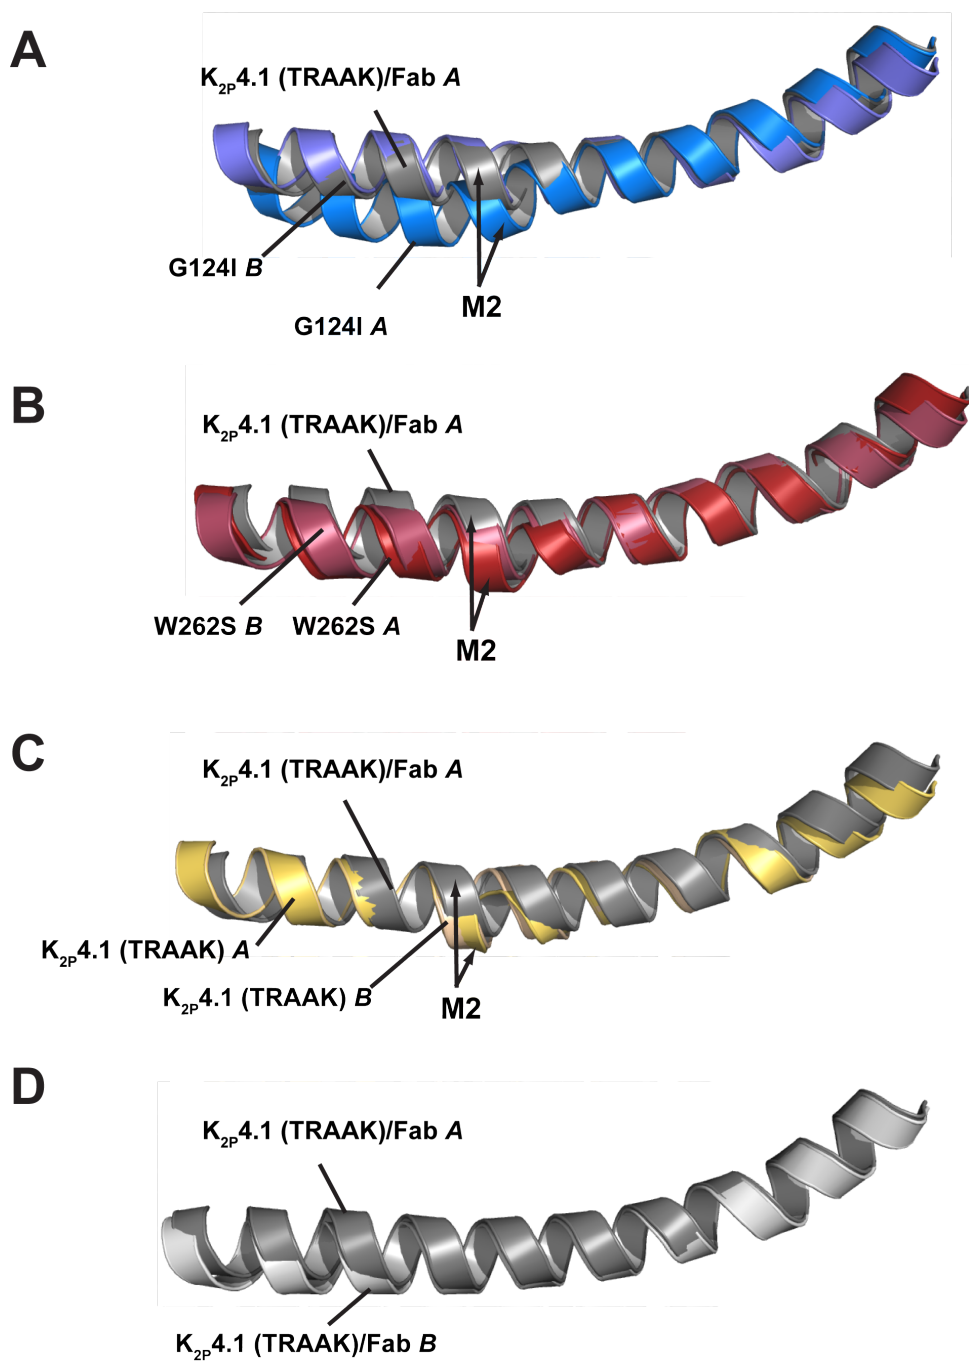 A
K2P4.1 (TRAAK)/Fab A
G124I B
G124I A
M2
B
K2P4.1 (TRAAK)/Fab A
W262S B
W262S A
M2
C
K2P4.1 (TRAAK)/Fab A
K2P4.1 (TRAAK) A
K2P4.1 (TRAAK) B
M2
D
K2P4.1 (TRAAK)/Fab A
K2P4.1 (TRAAK)/Fab B